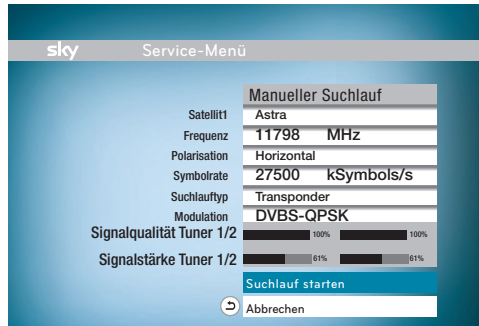 sky Service-Menü
Manueller Suchlauf
Satellit1 Astra
Frequenz 11798 MHz
Polarisation Horizontal
Symbolrate 27500 kSymbols/s
Suchlauftyp Transponder
Modulation DVBS-QPSK
Signalqualität Tuner 1/2 100% 100%
Signalstärke Tuner 1/2 61% 61%
Suchlauf starten
Abbrechen